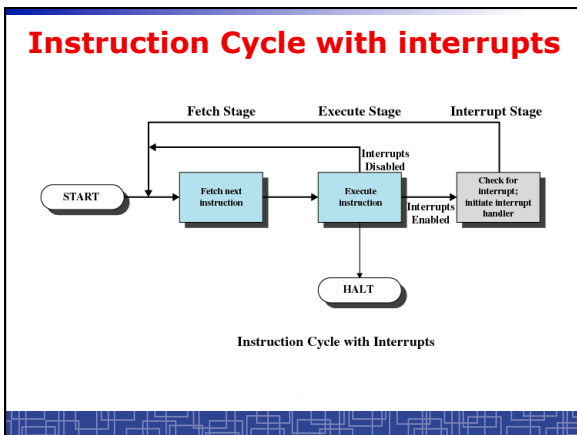 Instruction Cycle with interrupts
Fetch Stage
Execute Stage
Interrupt Stage
Interrupts
Disabled
START
Fetch next
instruction
Execute
instruction
Interrupts
Enabled
Check for
interrupt;
initiate interrupt
handler
HALT
Instruction Cycle with Interrupts